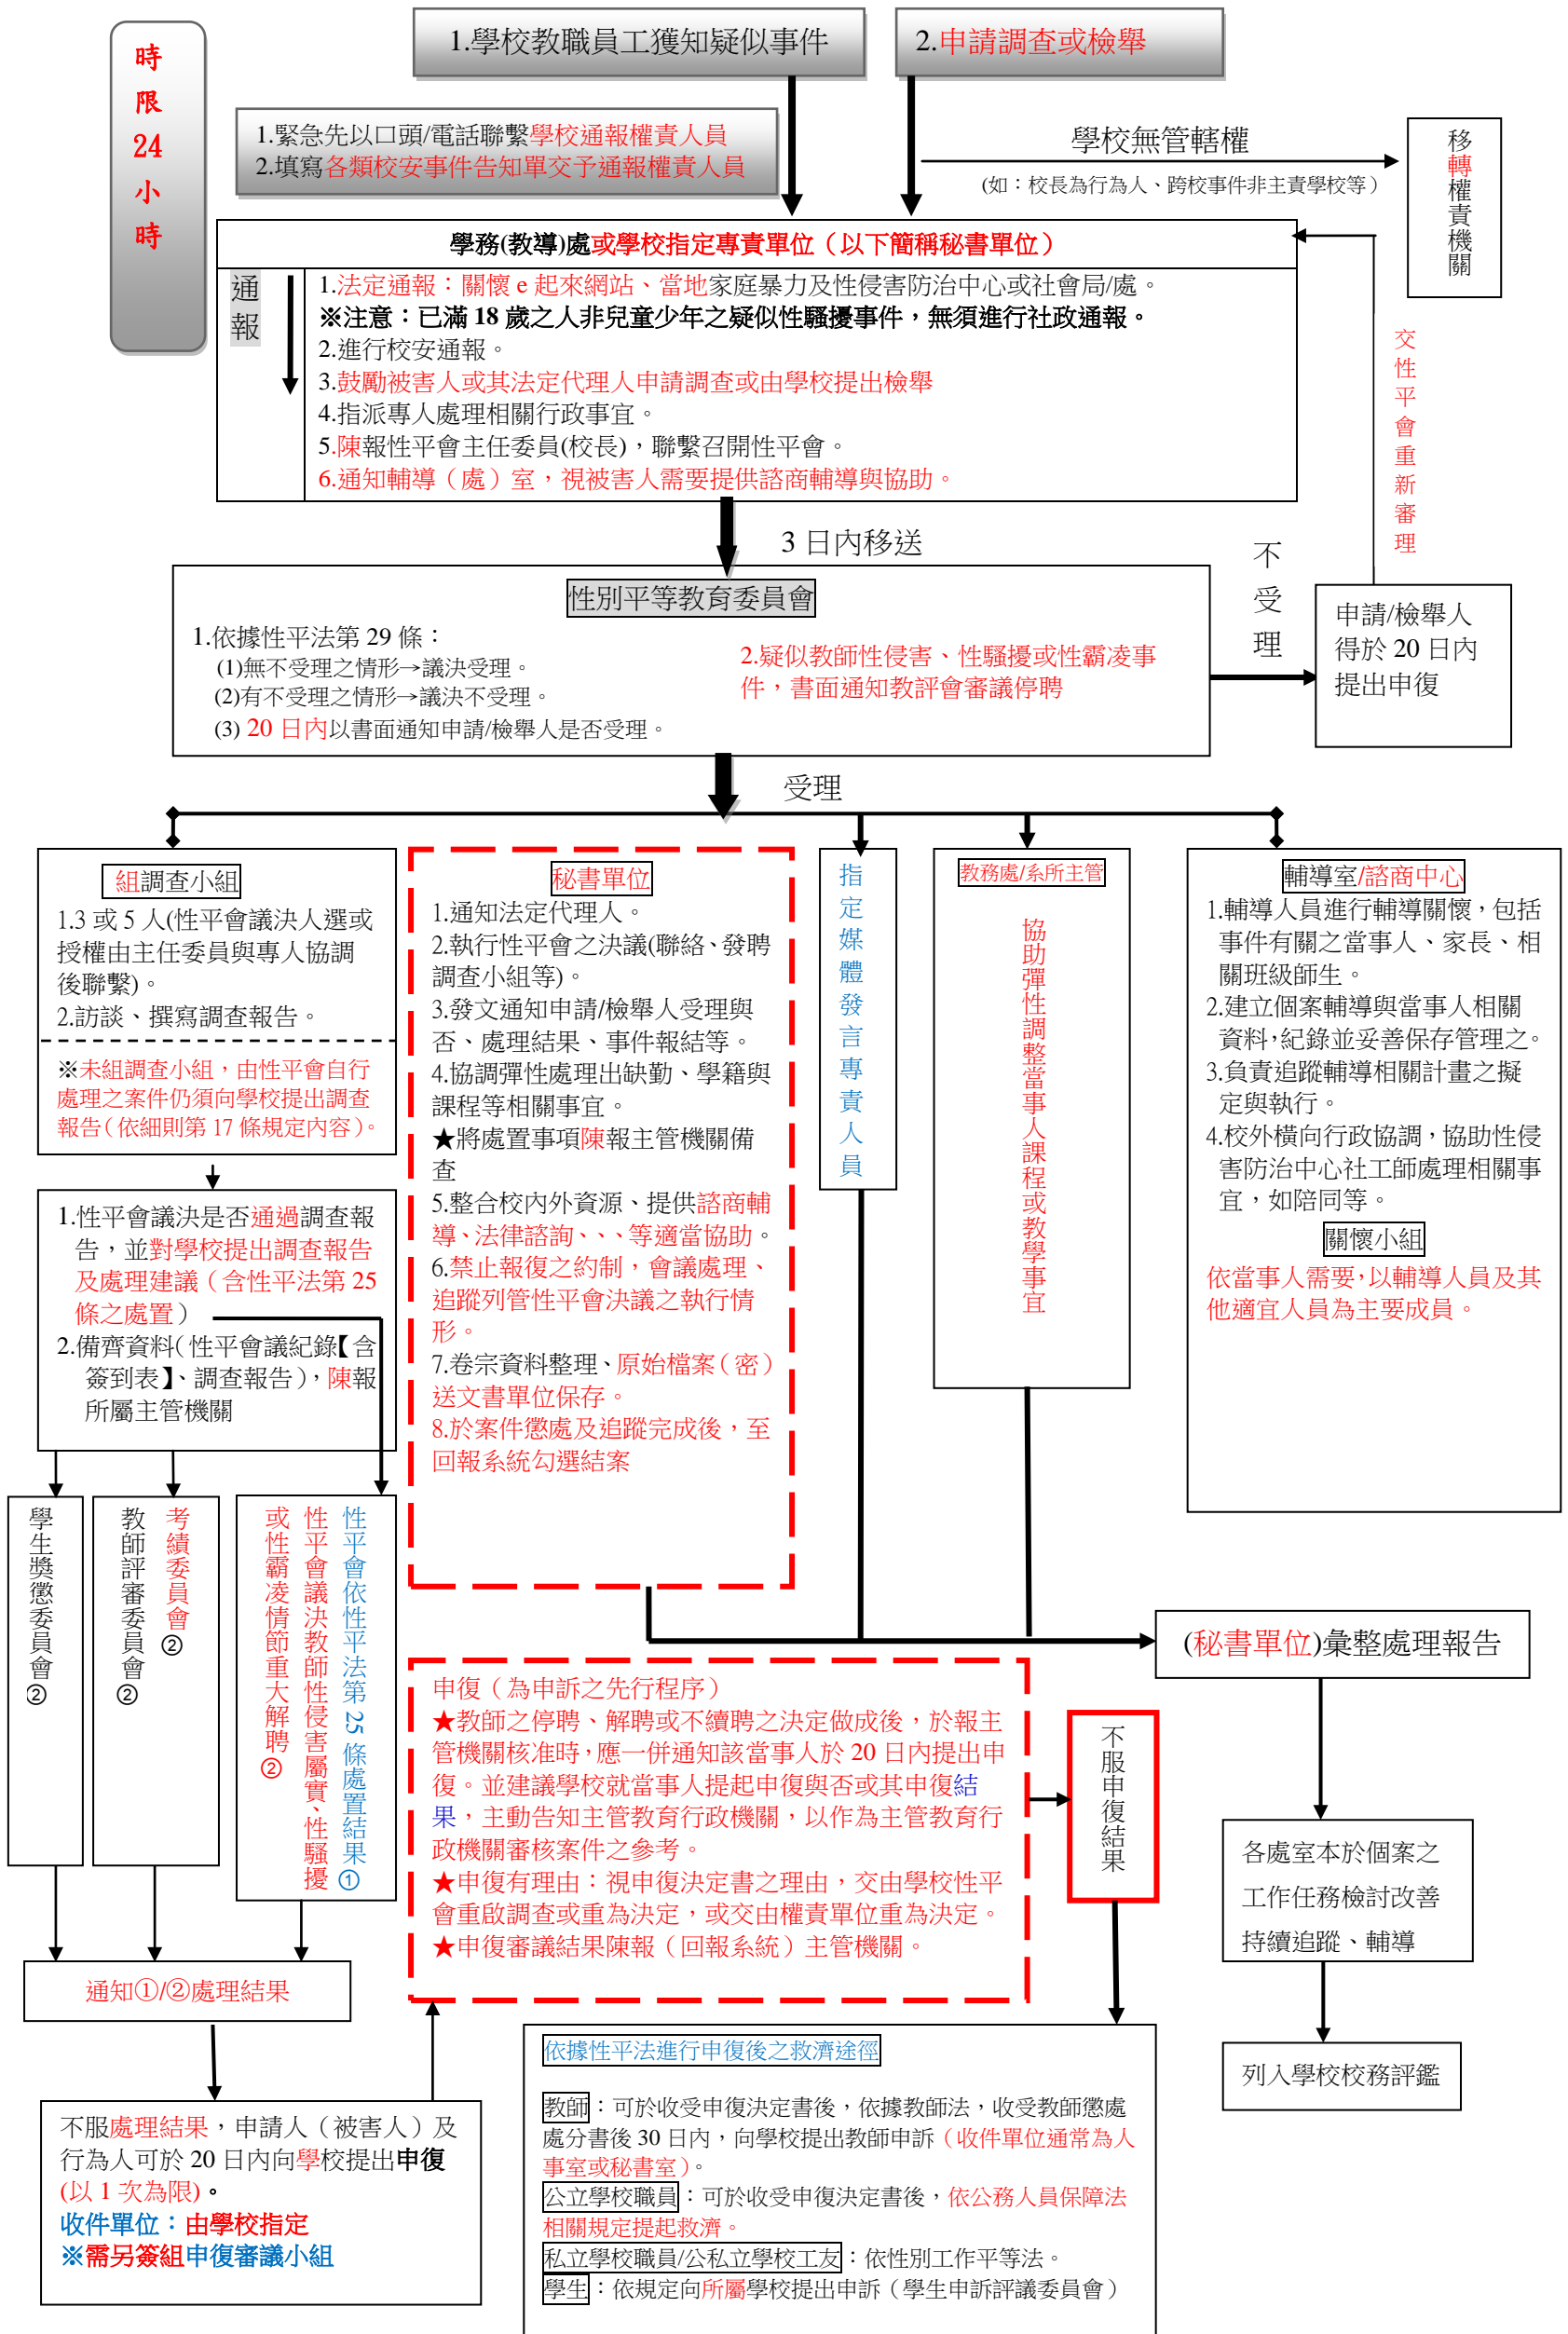 時
限
24
小
時
1.學校教職員工獲知疑似事件
2.申請調查或檢舉
1.緊急先以口頭/電話聯繫學校通報權責人員
2.填寫各類校安事件告知單交予通報權責人員
學校無管轄權
(如：校長為行為人、跨校事件非主責學校等）
移轉權責機關
學務(教導)處或學校指定專責單位（以下簡稱秘書單位）
通
報
1.法定通報：關懷 e 起來網站、當地家庭暴力及性侵害防治中心或社會局/處。
※注意：已滿 18 歲之人非兒童少年之疑似性騷擾事件，無須進行社政通報。
2.進行校安通報。
3.鼓勵被害人或其法定代理人申請調查或由學校提出檢舉
4.指派專人處理相關行政事宜。
5.陳報性平會主任委員(校長)，聯繫召開性平會。
6.通知輔導（處）室，視被害人需要提供諮商輔導與協助。
交性平會重新審理
3 日內移送
性別平等教育委員會
1.依據性平法第 29 條：
(1)無不受理之情形→議決受理。
(2)有不受理之情形→議決不受理。
(3) 20 日內以書面通知申請/檢舉人是否受理。
2.疑似教師性侵害、性騷擾或性霸凌事
件，書面通知教評會審議停聘
不
受
理
申請/檢舉人
得於 20 日內
提出申復
受理
組調查小組
1.3 或 5 人(性平會議決人選或
授權由主任委員與專人協調
後聯繫)。
2.訪談、撰寫調查報告。
※未組調查小組，由性平會自行
處理之案件仍須向學校提出調查
報告（依細則第 17 條規定內容）。
秘書單位
1.通知法定代理人。
2.執行性平會之決議(聯絡、發聘
調查小組等)。
3.發文通知申請/檢舉人受理與
否、處理結果、事件報結等。
4.協調彈性處理出缺勤、學籍與
課程等相關事宜。
★將處置事項陳報主管機關備
查
5.整合校內外資源、提供諮商輔
導、法律諮詢、、、等適當協助。
6.禁止報復之約制，會議處理、
追蹤列管性平會決議之執行情
形。
7.卷宗資料整理、原始檔案（密）
送文書單位保存。
8.於案件懲處及追蹤完成後，至
回報系統勾選結案
指定媒體發言專責人員
教務處/系所主管
協助彈性調整當事人課程或教學事宜
輔導室/諮商中心
1.輔導人員進行輔導關懷，包括
事件有關之當事人、家長、相
關班級師生。
2.建立個案輔導與當事人相關
資料，紀錄並妥善保存管理之。
3.負責追蹤輔導相關計畫之擬
定與執行。
4.校外橫向行政協調，協助性侵
害防治中心社工師處理相關事
宜，如陪同等。
關懷小組
依當事人需要，以輔導人員及其
他適宜人員為主要成員。
1.性平會議決是否通過調查報
告，並對學校提出調查報告
及處理建議（含性平法第 25
條之處置）
2.備齊資料（性平會議紀錄【含
簽到表】、調查報告），陳報
所屬主管機關
學生獎懲委員會②
考績委員會②
教師評審委員會②
性平會依性平法第 25 條處置結果①
性平會議決教師性侵害屬實、性騷擾
或性霸凌情節重大解聘②
(秘書單位)彙整處理報告
申復（為申訴之先行程序）
★教師之停聘、解聘或不續聘之決定做成後，於報主
管機關核准時，應一併通知該當事人於 20 日內提出申
復。並建議學校就當事人提起申復與否或其申復結
果，主動告知主管教育行政機關，以作為主管教育行
政機關審核案件之參考。
★申復有理由：視申復決定書之理由，交由學校性平
會重啟調查或重為決定，或交由權責單位重為決定。
★申復審議結果陳報（回報系統）主管機關。
不服申復結果
各處室本於個案之
工作任務檢討改善
持續追蹤、輔導
通知①/②處理結果
列入學校校務評鑑
不服處理結果，申請人（被害人）及
行為人可於 20 日內向學校提出申復
(以 1 次為限)。
收件單位：由學校指定
※需另簽組申復審議小組
依據性平法進行申復後之救濟途徑
教師：可於收受申復決定書後，依據教師法，收受教師懲處
處分書後 30 日內，向學校提出教師申訴（收件單位通常為人
事室或秘書室）。
公立學校職員：可於收受申復決定書後，依公務人員保障法
相關規定提起救濟。
私立學校職員/公私立學校工友：依性別工作平等法。
學生：依規定向所屬學校提出申訴（學生申訴評議委員會）